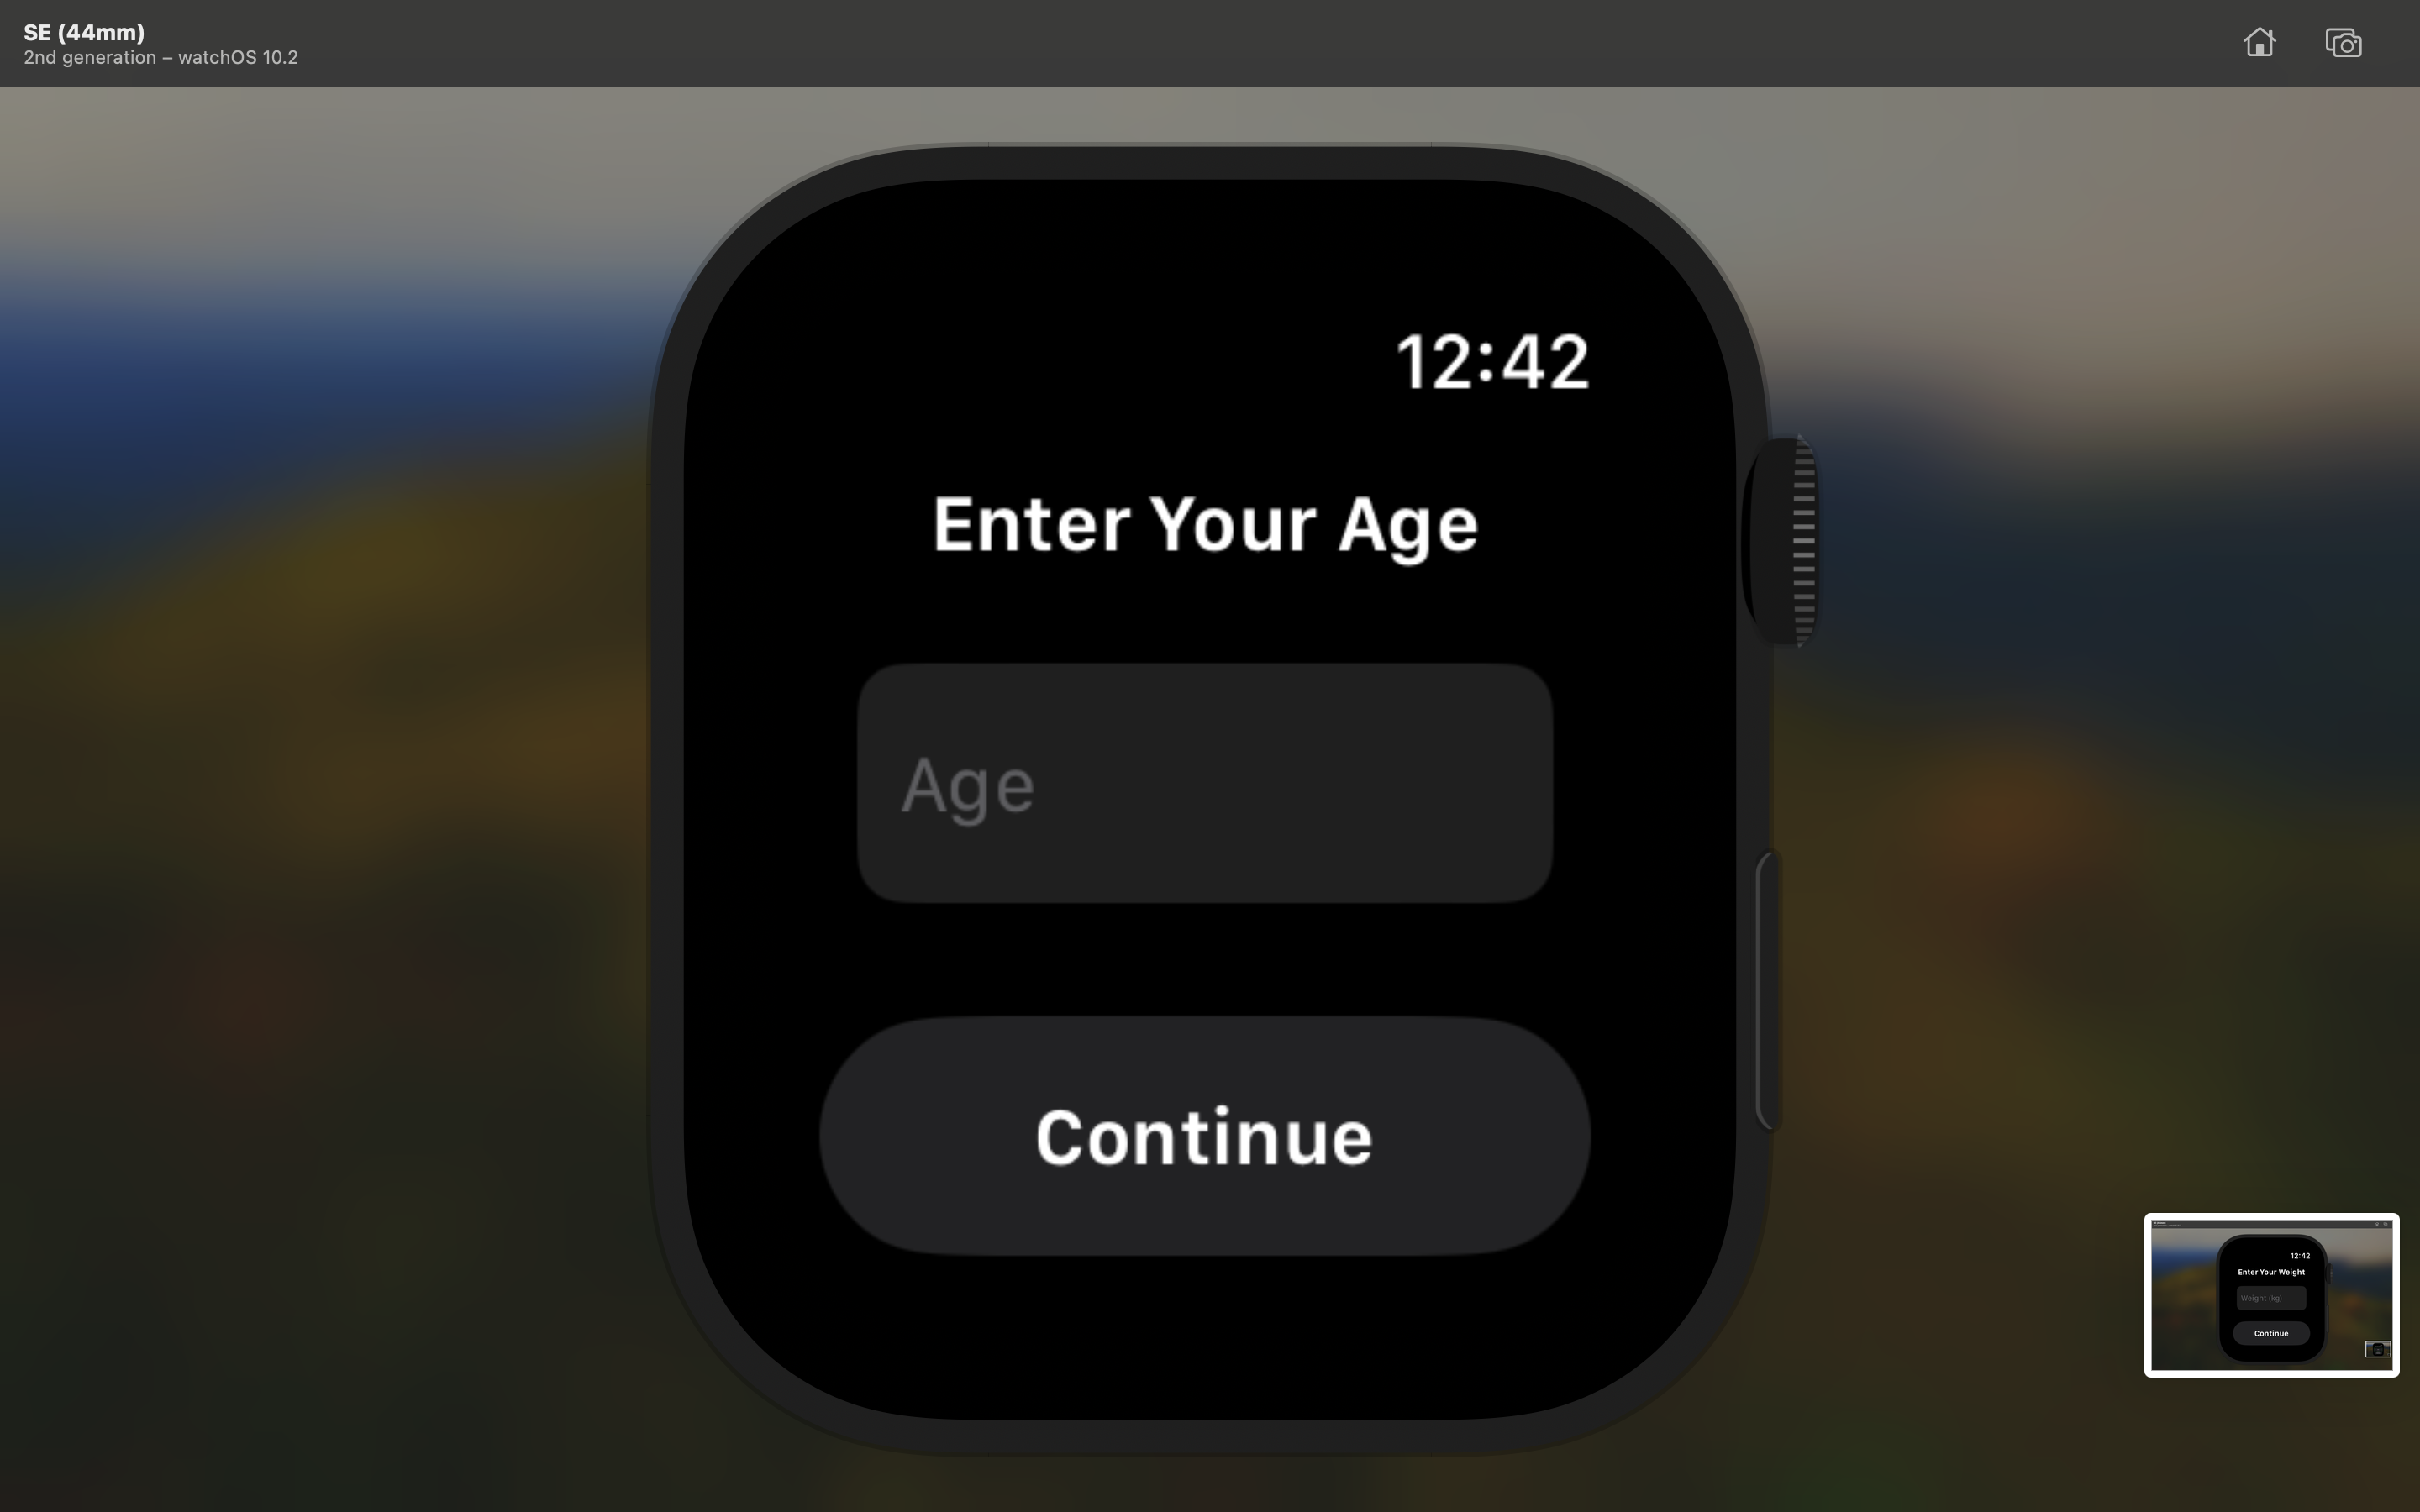 SE (44mm)
2nd generation – watchOS 10.2
12:42
Enter Your Age
Age
Continue
12:42
Enter Your Weight
Weight (kg)
Continue